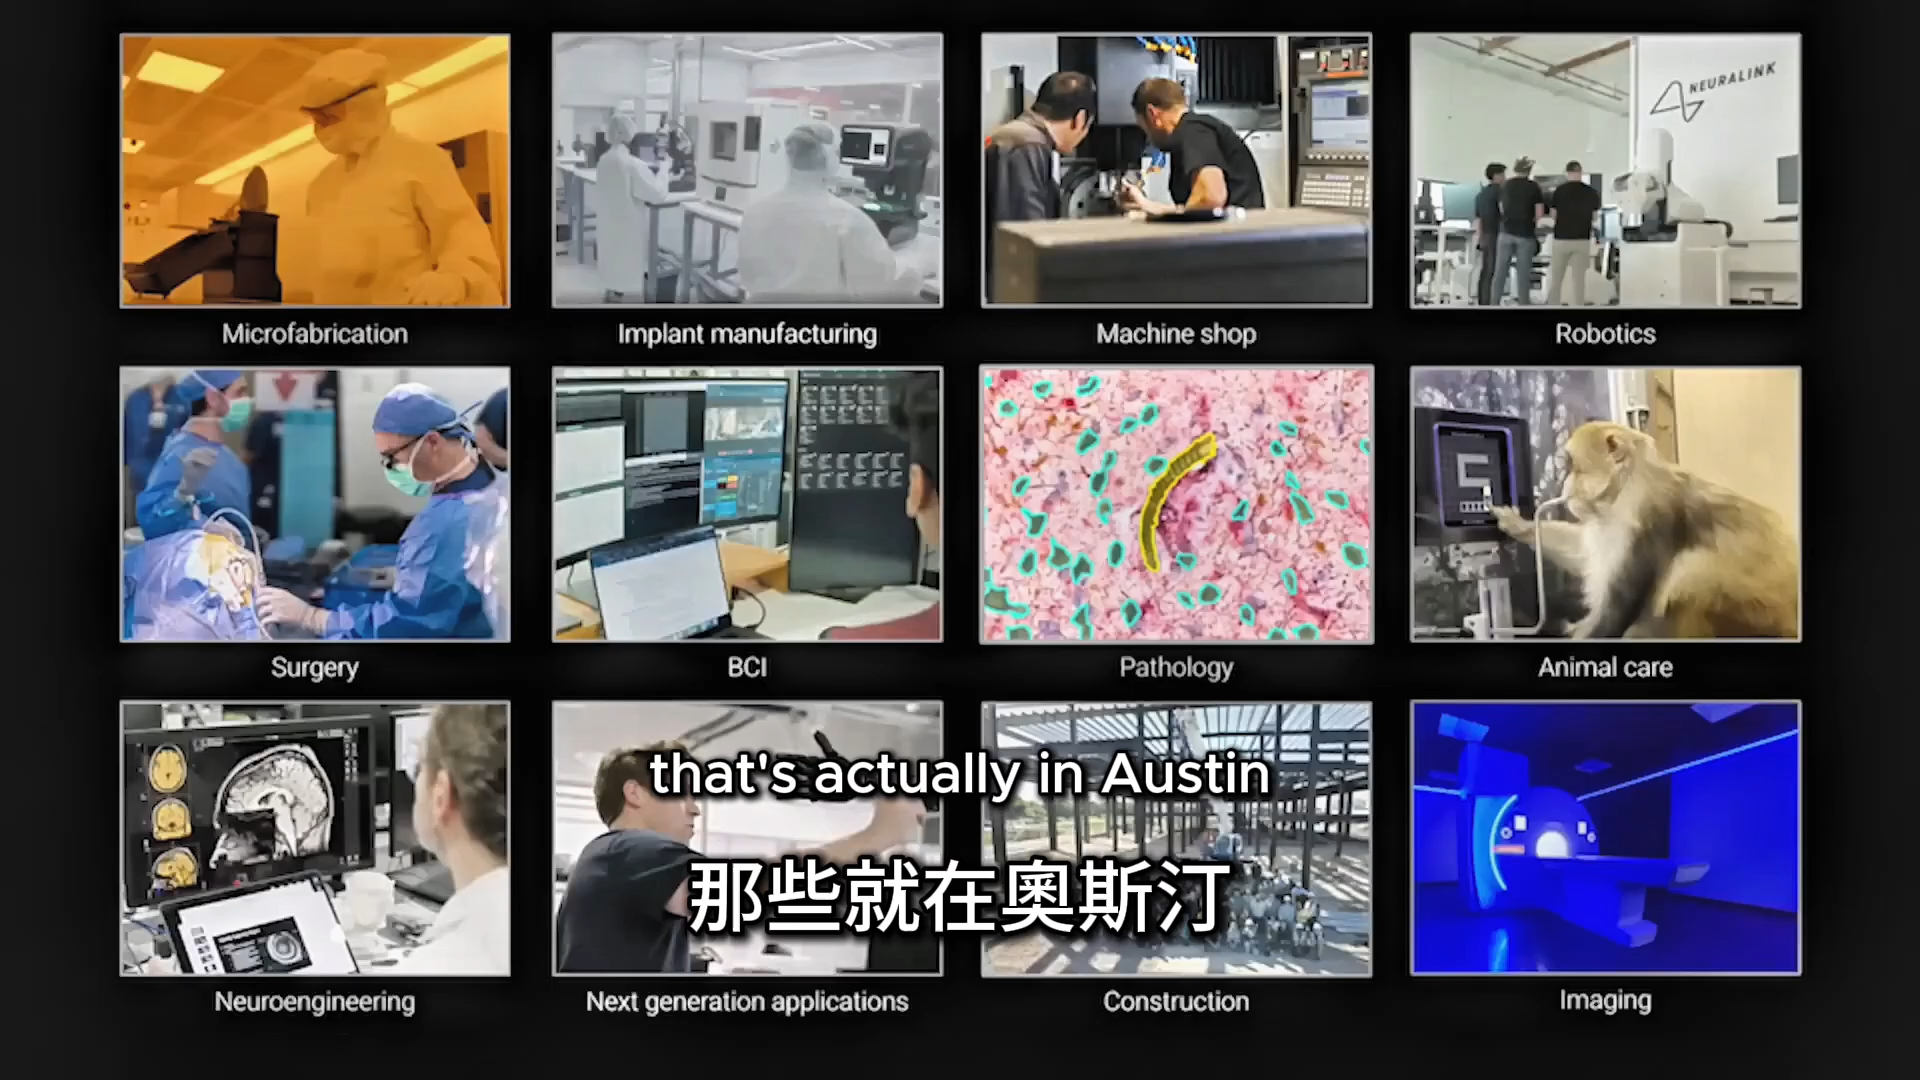 NEURALINK
Microfabrication
Implant manufacturing
Machine shop
Robotics
Surgery
BCI
Pathology
Animal care
that's actually in Austin
那些就在奥斯汀
Neuroengineering
Next generation applications
Construction
Imaging